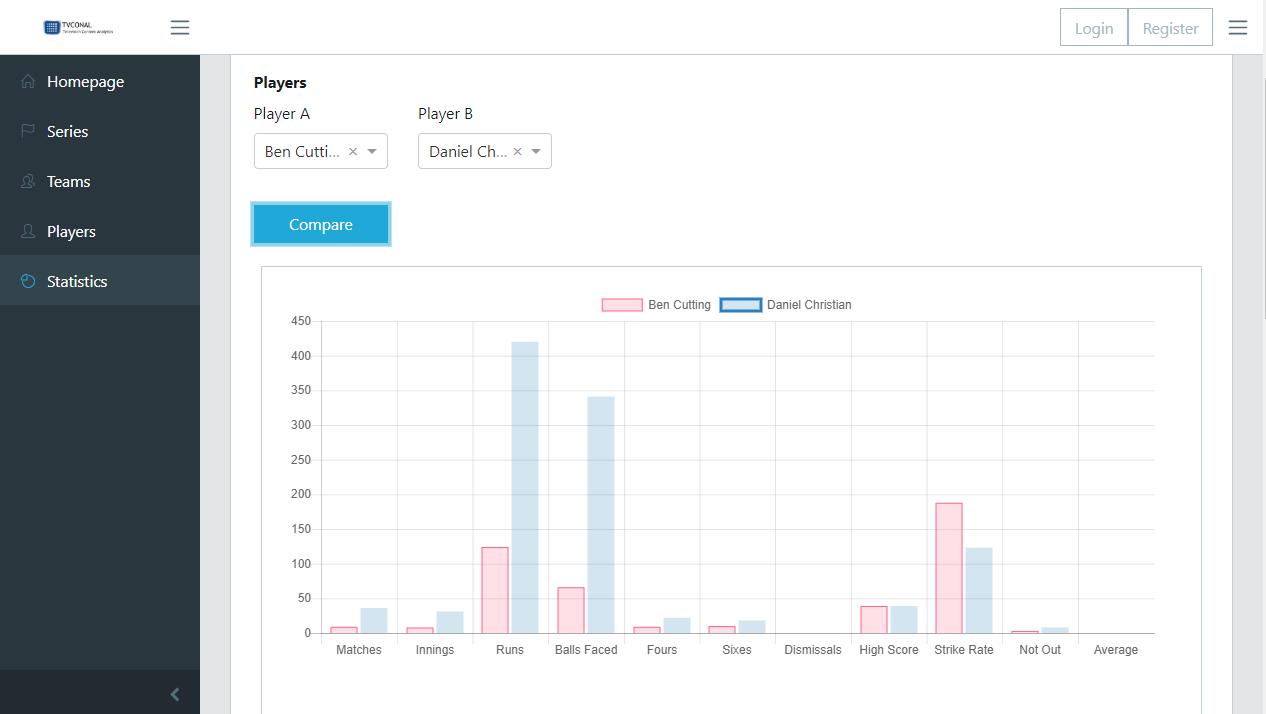 TVCONAL
Television Content Analytics
Login
Register
Homepage
Series
Teams
Players
Statistics
Players
Player A
Player B
Ben Cutti... ×
Daniel Ch... ×
Compare
Ben Cutting
Daniel Christian
450
400
350
300
250
200
150
100
50
0
Matches
Innings
Runs
Balls Faced
Fours
Sixes
Dismissals
High Score
Strike Rate
Not Out
Average